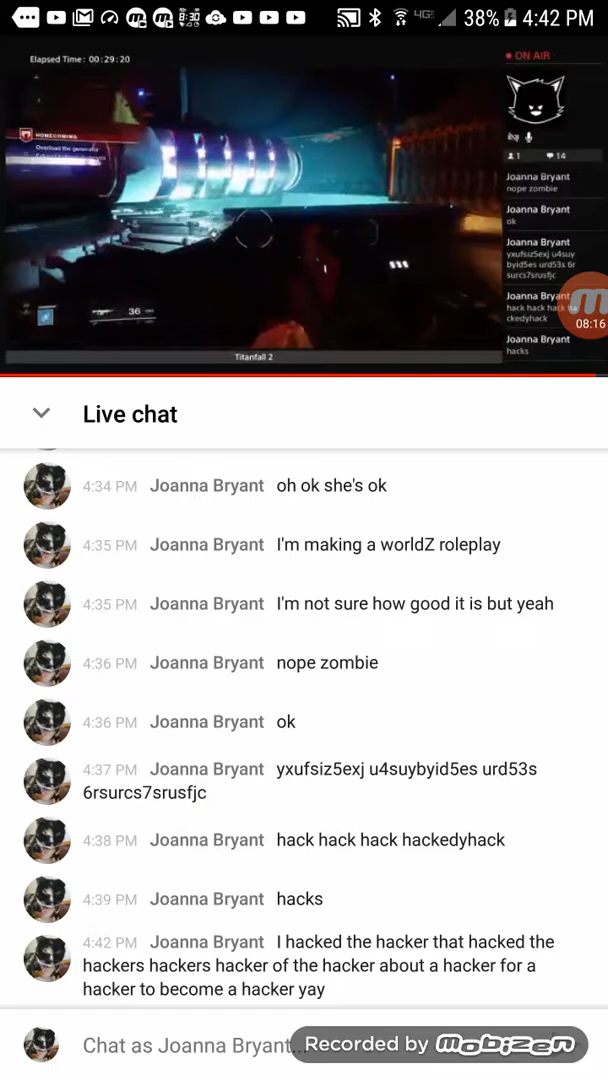 8:30
4GE 38% 4:42 PM
Elapsed Time: 00:29:20
ON AIR
HOMECOMING
Overload the generator
1 14
Joanna Bryant
nope zombie
Joanna Bryant
ok
Joanna Bryant
yxufsiz5exj u4suy
byid5es urd53s 6r
surcs7srusfjc
Joanna Bryant
hack hack hack ha
ckedyhack
08:16
Joanna Bryant
hacks
36
Titanfall 2
Live chat
4:34 PM Joanna Bryant oh ok she's ok
4:35 PM Joanna Bryant I'm making a worldZ roleplay
4:35 PM Joanna Bryant I'm not sure how good it is but yeah
4:36 PM Joanna Bryant nope zombie
4:36 PM Joanna Bryant ok
4:37 PM Joanna Bryant yxufsiz5exj u4suybyid5es urd53s
6rsurcs7srusfjc
4:38 PM Joanna Bryant hack hack hack hackedyhack
4:39 PM Joanna Bryant hacks
4:42 PM Joanna Bryant I hacked the hacker that hacked the
hackers hackers hacker of the hacker about a hacker for a
hacker to become a hacker yay
Chat as Joanna Bryant...
Recorded by mobizen